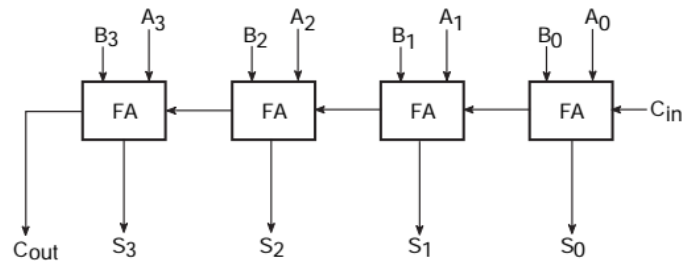 B3 A3 B2 A2 B1 A1 B0 A0
FA FA FA FA Cin
Cout S3 S2 S1 S0